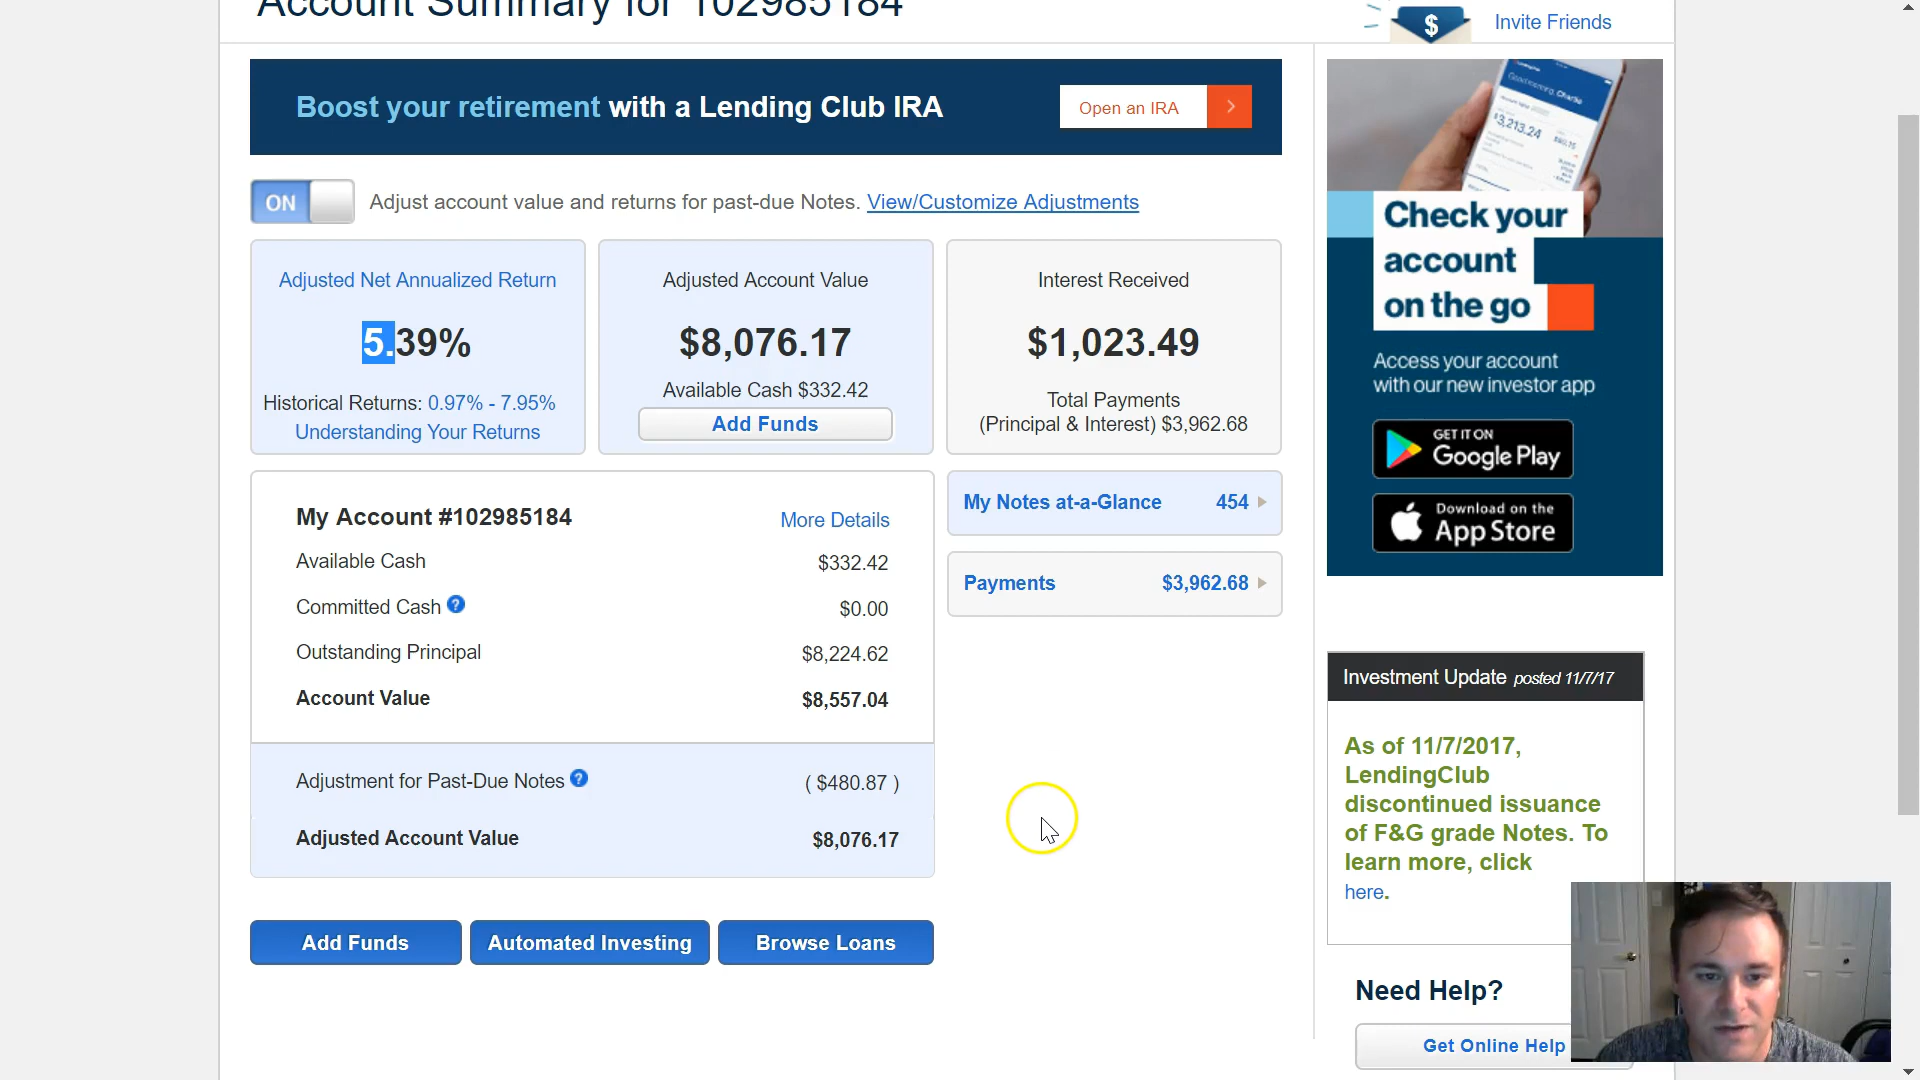 Account Summary for 102985184
$
Invite Friends
Boost your retirement with a Lending Club IRA
Open an IRA
ON
Adjust account value and returns for past-due Notes. View/Customize Adjustments
Adjusted Net Annualized Return
5.39%
Historical Returns: 0.97% - 7.95%
Understanding Your Returns
Adjusted Account Value
$8,076.17
Available Cash $332.42
Add Funds
Interest Received
$1,023.49
Total Payments
(Principal & Interest) $3,962.68
My Account #102985184
More Details
Available Cash $332.42
Committed Cash ? $0.00
Outstanding Principal $8,224.62
Account Value $8,557.04
Adjustment for Past-Due Notes ? ( $480.87 )
Adjusted Account Value $8,076.17
Add Funds
Automated Investing
Browse Loans
My Notes at-a-Glance 454
Payments $3,962.68
$3,213.24
Check your
account
on the go
Access your account
with our new investor app
GET IT ON
Google Play
Download on the
App Store
Investment Update posted 11/7/17
As of 11/7/2017,
LendingClub
discontinued issuance
of F&G grade Notes. To
learn more, click
here.
Need Help?
Get Online Help